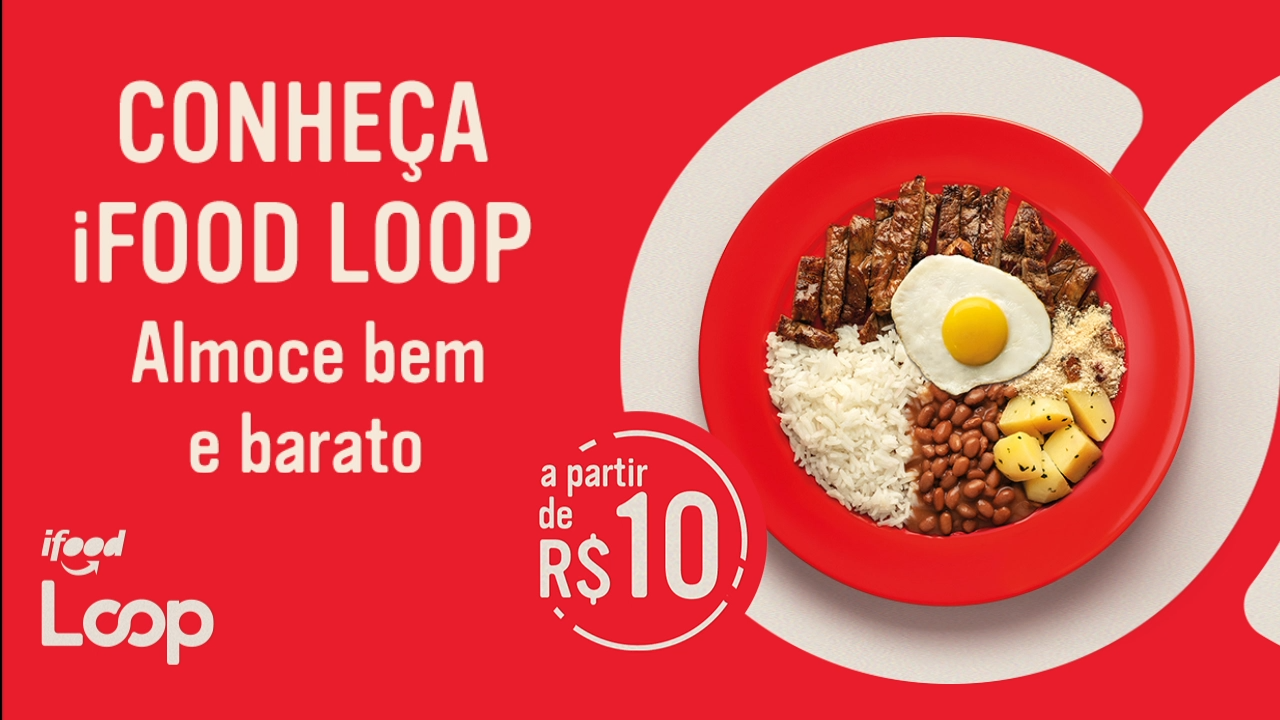 CONHEÇA
iFOOD LOOP
Almoce bem
e barato
a partir
de
R$10
ifood
Loop